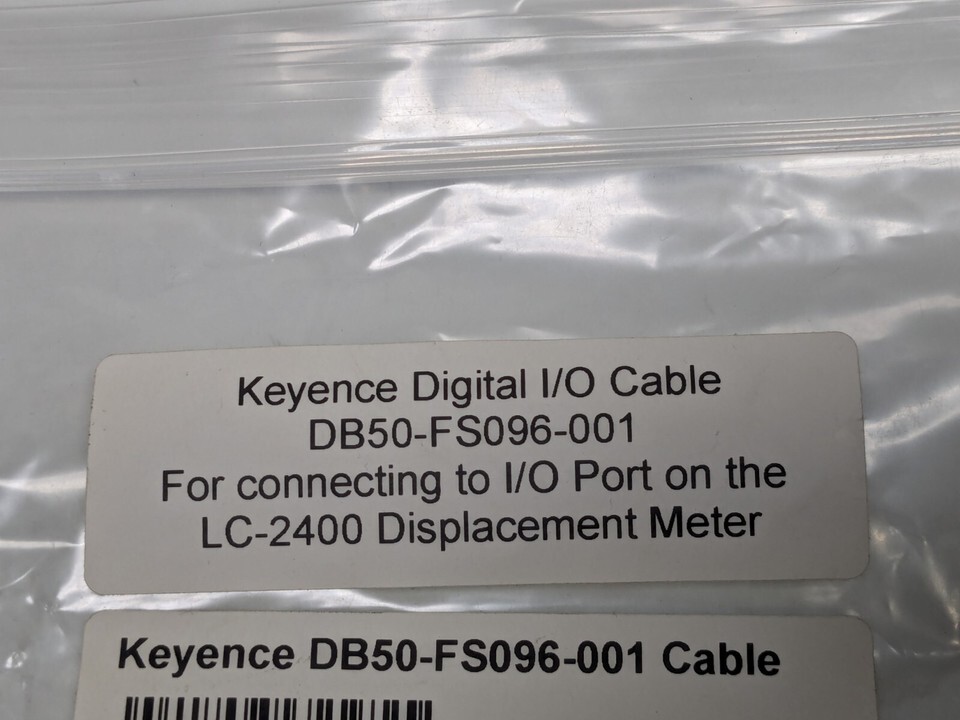 Keyence Digital I/O Cable
DB50-FS096-001
For connecting to I/O Port on the
LC-2400 Displacement Meter
Keyence DB50-FS096-001 Cable